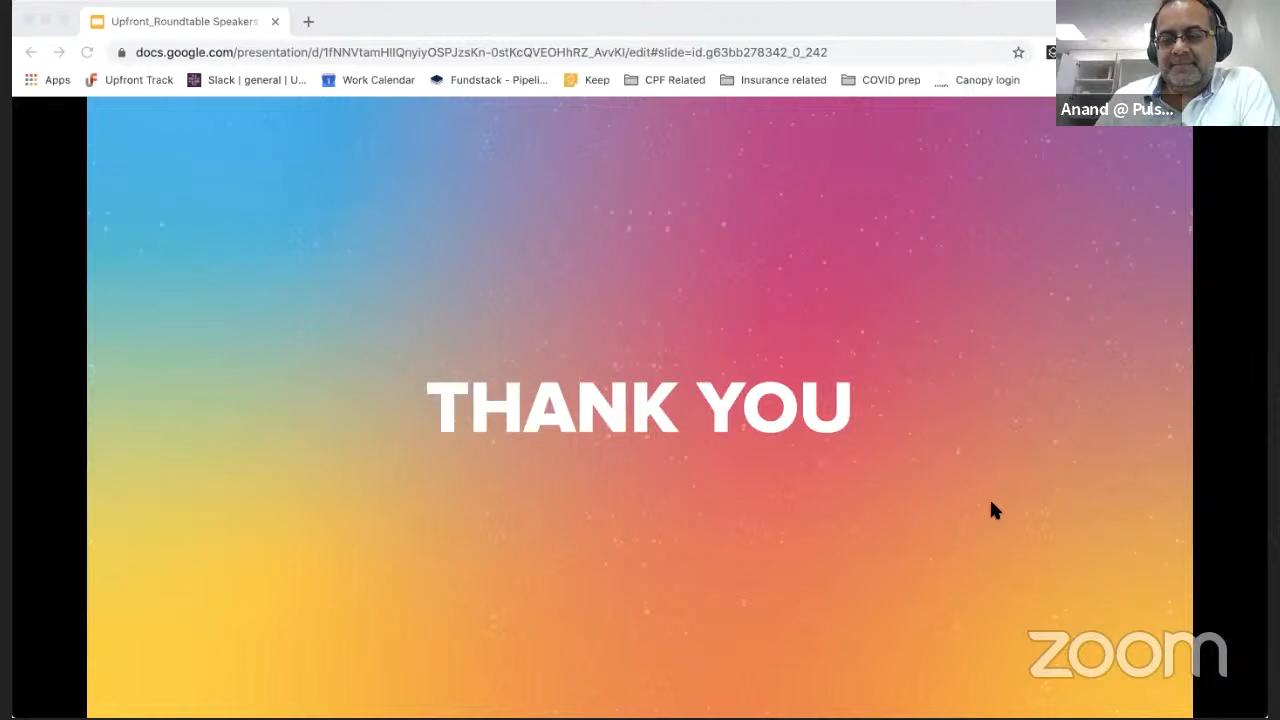 Upfront_Roundtable Speakers
docs.google.com/presentation/d/1fNNVtamHIlQnyiyOSPJzsKn-0stKcQVEOHhRZ_AvvKI/edit#slide=id.g63bb278342_0_242
Apps Upfront Track Slack | general | U... Work Calendar Fundstack - Pipeli... Keep CPF Related Insurance related COVID prep Canopy login
Anand @ Puls...
THANK YOU
zoom